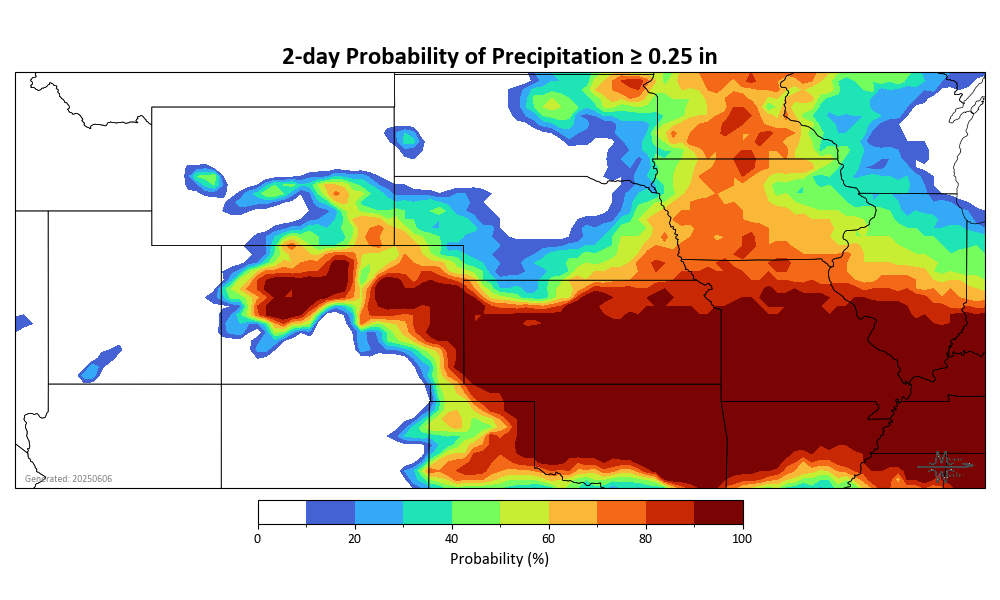 2-day Probability of Precipitation ≥ 0.25 in
Generated: 20250606
0 20 40 60 80 100
Probability (%)